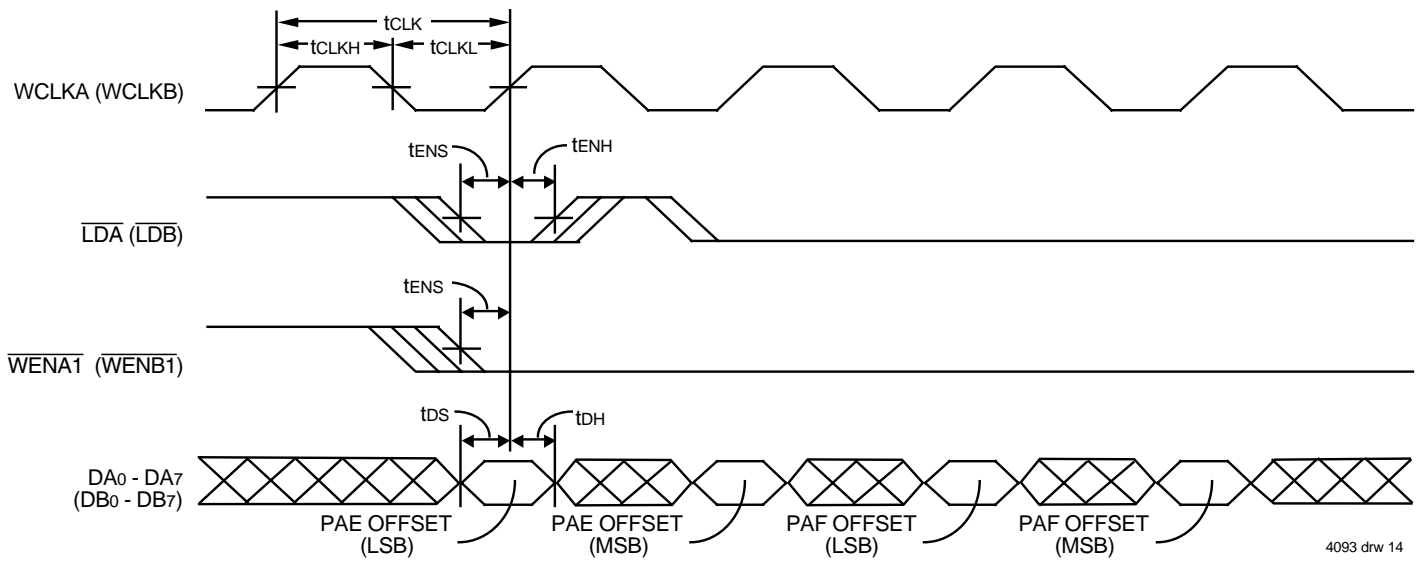 tCLK
tCLKH
tCLKL
WCLKA (WCLKB)
tENS
tENH
LDA (LDB)
tENS
WENA1 (WENB1)
tDS
tDH
DA0 - DA7
(DB0 - DB7)
PAE OFFSET
(LSB)
PAE OFFSET
(MSB)
PAF OFFSET
(LSB)
PAF OFFSET
(MSB)
4093 drw 14